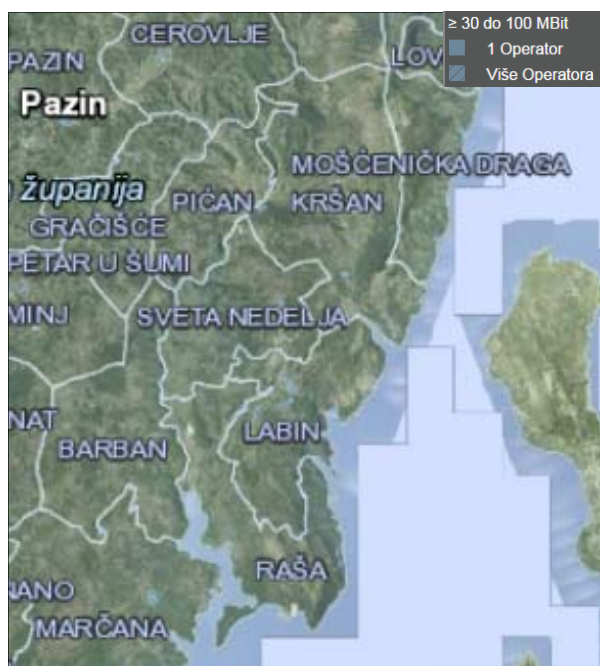 ≥ 30 do 100 MBit
1 Operator
Više Operatora
CEROVLJE
LOV
PAZIN
Pazin
MOŠĆENIČKA DRAGA
županija
PIĆAN
KRŠAN
GRAČIŠĆE
PETAR U ŠUMI
MINJ
SVETA NEDELJA
NAT
LABIN
BARBAN
RAŠA
NANO
MARČANA